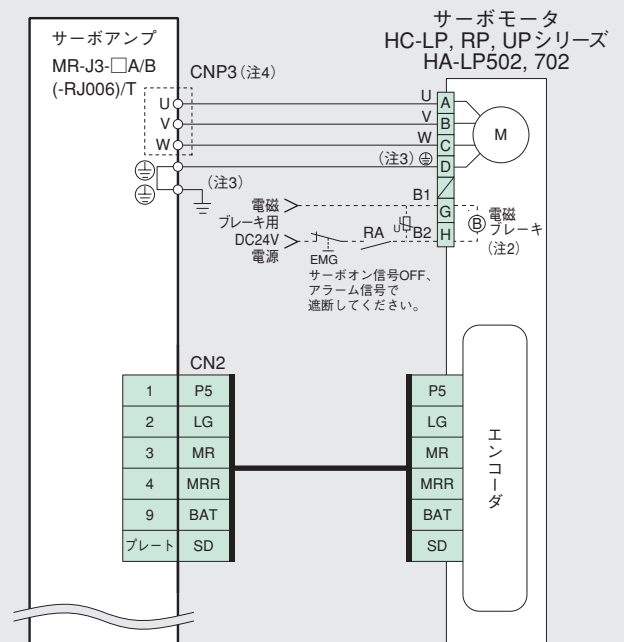 サーボアンプ
MR-J3-□A/B
(-RJ006)/T
CNP3(注4)
サーボモータ
HC-LP, RP, UPシリーズ
HA-LP502, 702
U
V
W
U
V
W
(注3)
(注3)
A
B
C
D
G
H
M
B1
B2
U
電磁
ブレーキ用
DC24V
電源
EMG
RA
B
電磁
ブレーキ
(注2)
サーボオン信号OFF、
アラーム信号で
遮断してください。
CN2
1 P5
2 LG
3 MR
4 MRR
9 BAT
プレート SD
P5
LG
MR
MRR
BAT
SD
エンコーダ